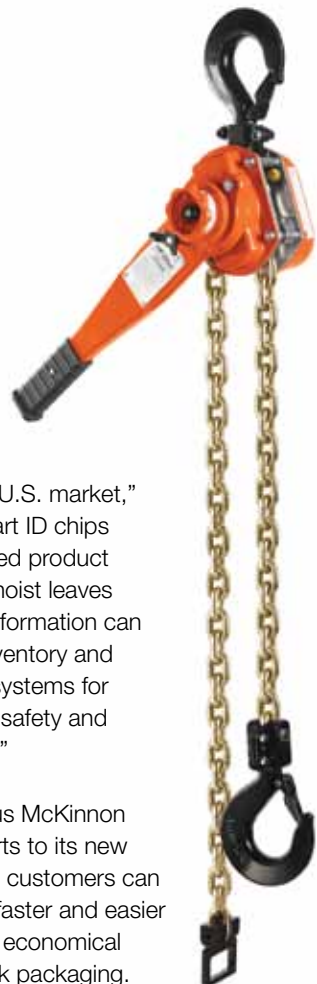 U.S. market,”
art ID chips
ed product
hoist leaves
formation can
ventory and
systems for
safety and
”
us McKinnon
rts to its new
customers can
faster and easier
economical
k packaging.